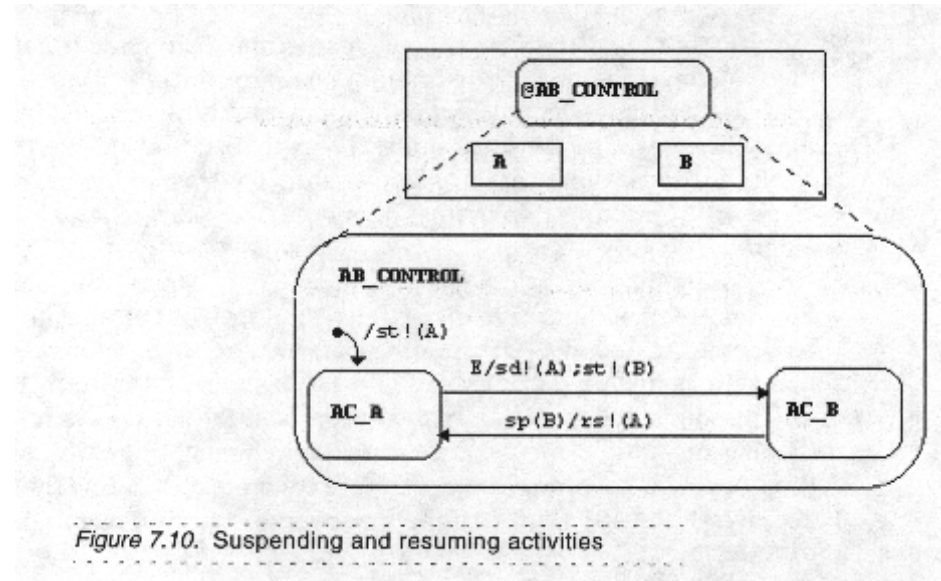 @AB_CONTROL
A
B
AB_CONTROL
/st!(A)
E/sd!(A);st!(B)
AC_A
AC_B
sp(B)/rs!(A)
Figure 7.10. Suspending and resuming activities